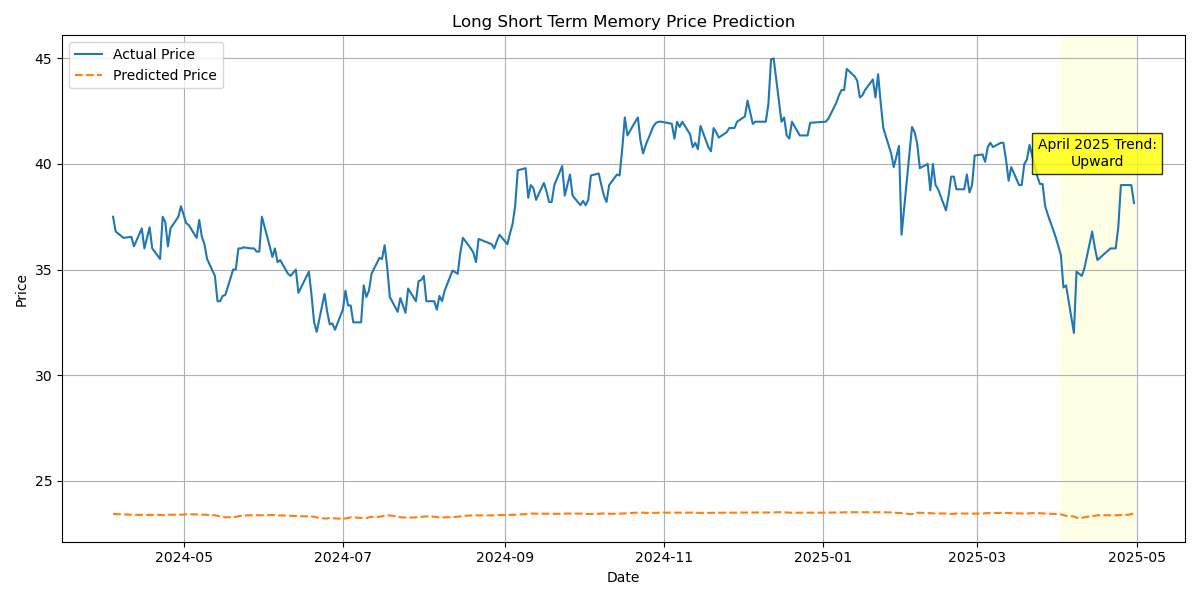 Long Short Term Memory Price Prediction
Actual Price
Predicted Price
April 2025 Trend:
Upward
Price
45
40
35
30
25
2024-05
2024-07
2024-09
2024-11
2025-01
2025-03
2025-05
Date